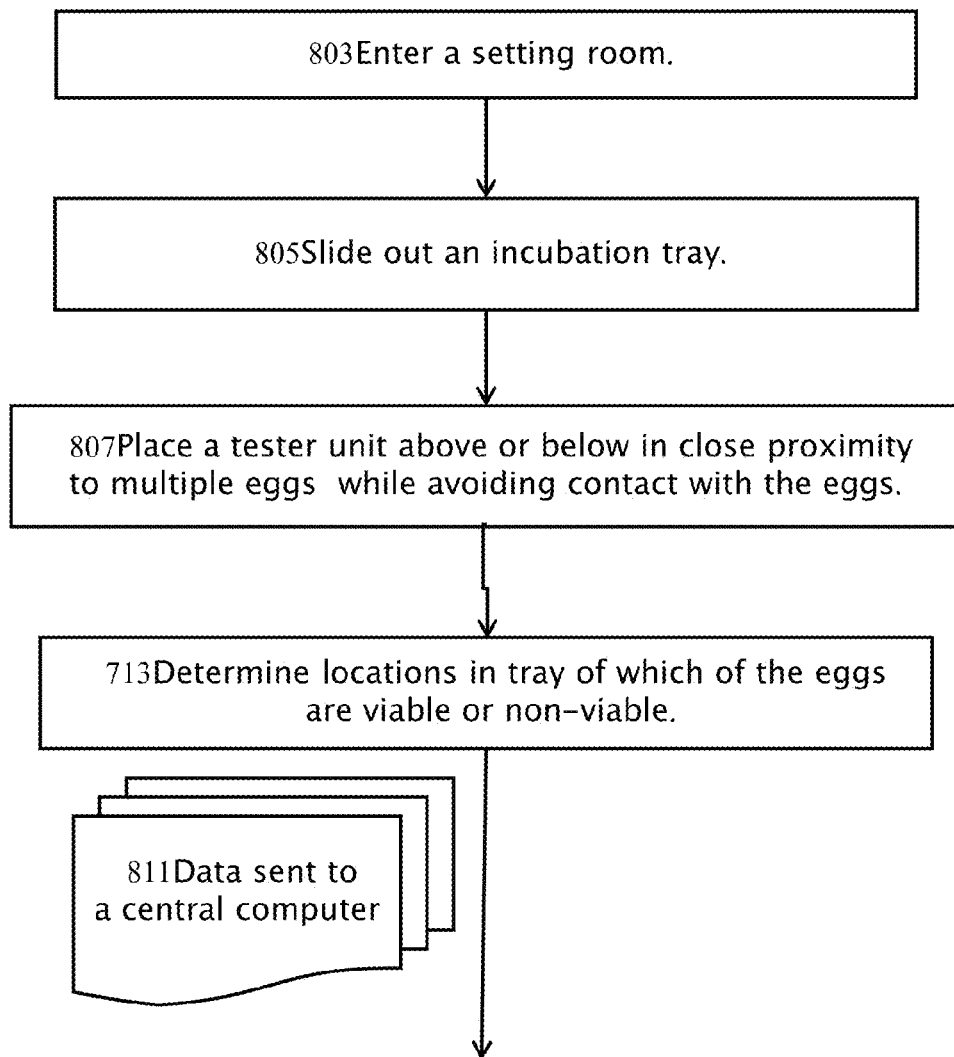 803Enter a setting room.
805Slide out an incubation tray.
807Place a tester unit above or below in close proximity
to multiple eggs while avoiding contact with the eggs.
713Determine locations in tray of which of the eggs
are viable or non-viable.
811Data sent to
a central computer